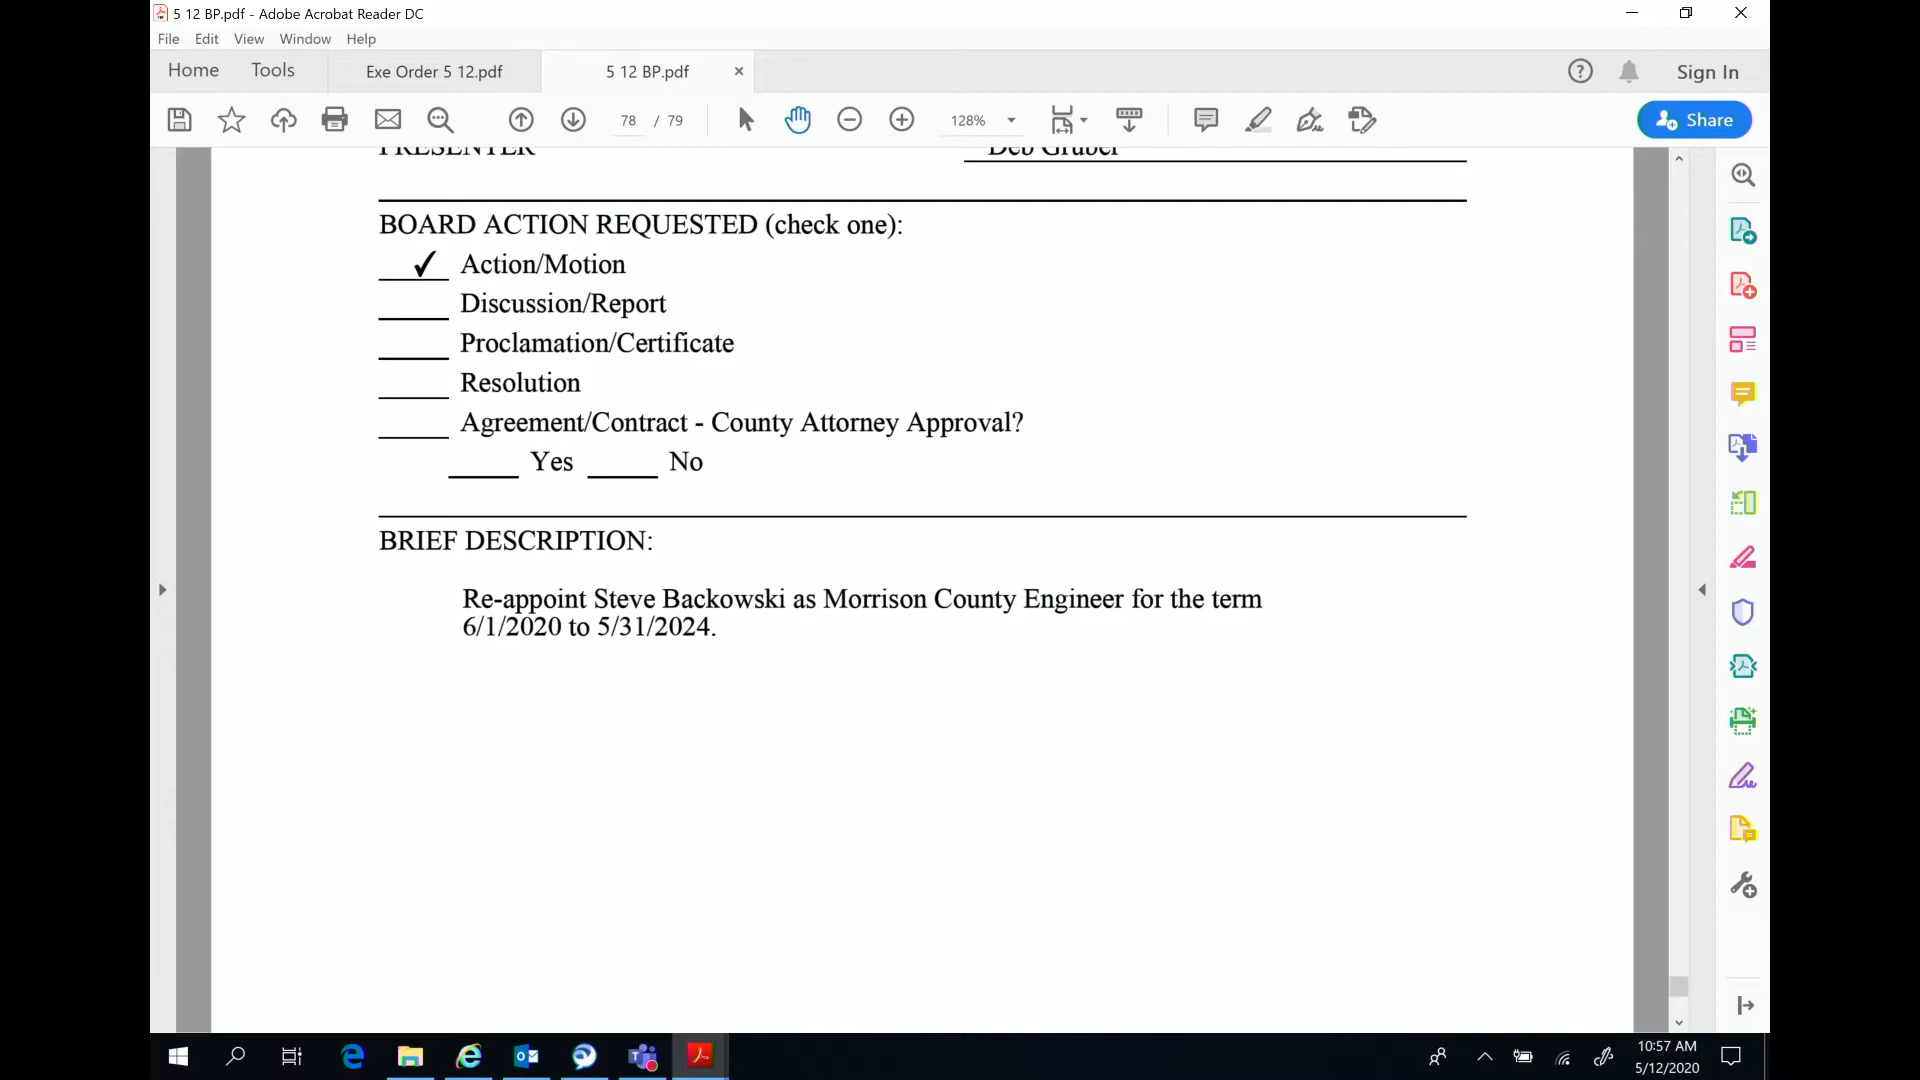 5 12 BP.pdf - Adobe Acrobat Reader DC
File Edit View Window Help
Home Tools Exe Order 5 12.pdf 5 12 BP.pdf × Sign In
78 / 79 128% Share
PRESENTER Deb Gruber
BOARD ACTION REQUESTED (check one):
✓ Action/Motion
Discussion/Report
Proclamation/Certificate
Resolution
Agreement/Contract - County Attorney Approval?
Yes No
BRIEF DESCRIPTION:
Re-appoint Steve Backowski as Morrison County Engineer for the term
6/1/2020 to 5/31/2024.
10:57 AM
5/12/2020